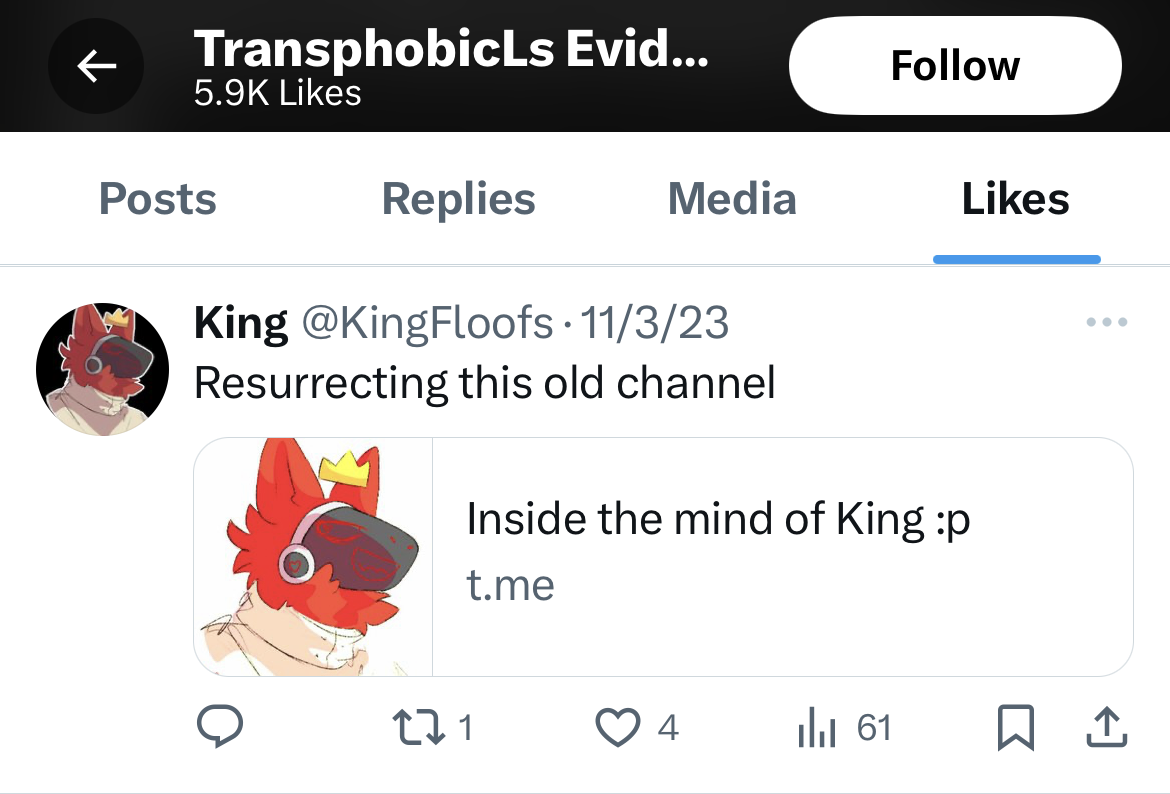 TransphobicLs Evid...
5.9K Likes
Follow
Posts Replies Media Likes
King @KingFloofs · 11/3/23
Resurrecting this old channel
Inside the mind of King :p
t.me
1 4 61